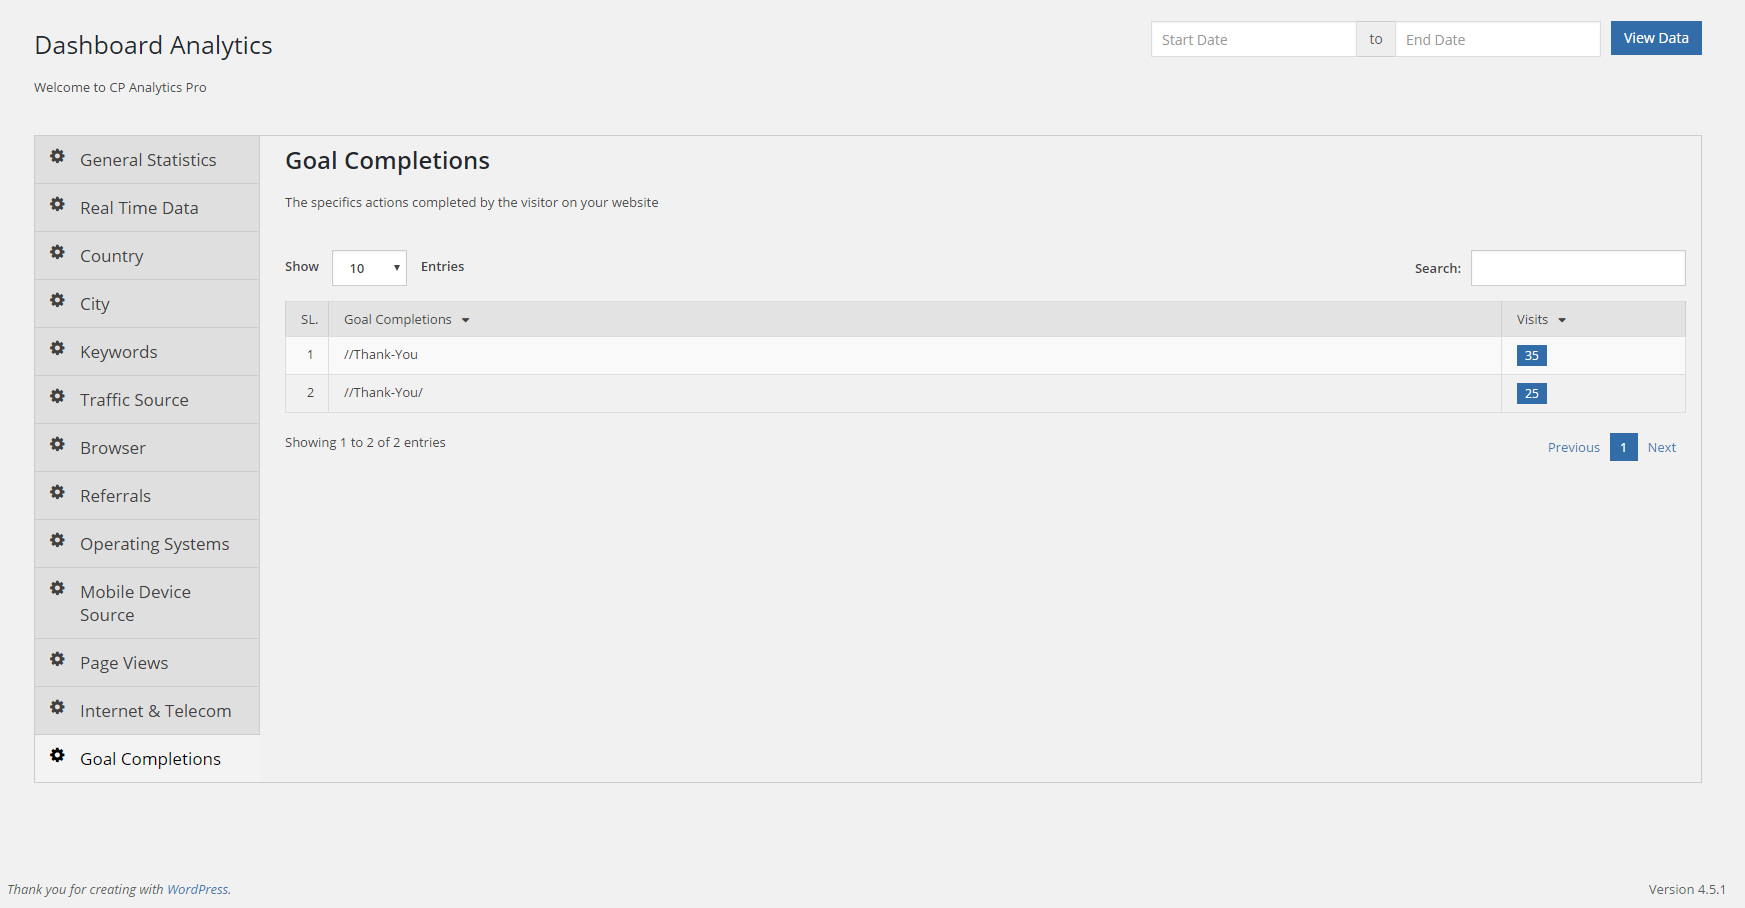 Dashboard Analytics
Start Date to End Date View Data
Welcome to CP Analytics Pro
General Statistics
Real Time Data
Country
City
Keywords
Traffic Source
Browser
Referrals
Operating Systems
Mobile Device
Source
Page Views
Internet & Telecom
Goal Completions
Goal Completions
The specifics actions completed by the visitor on your website
Show 10 Entries
Search:
SL. Goal Completions Visits
1 //Thank-You 35
2 //Thank-You/ 25
Showing 1 to 2 of 2 entries
Previous 1 Next
Thank you for creating with WordPress.
Version 4.5.1